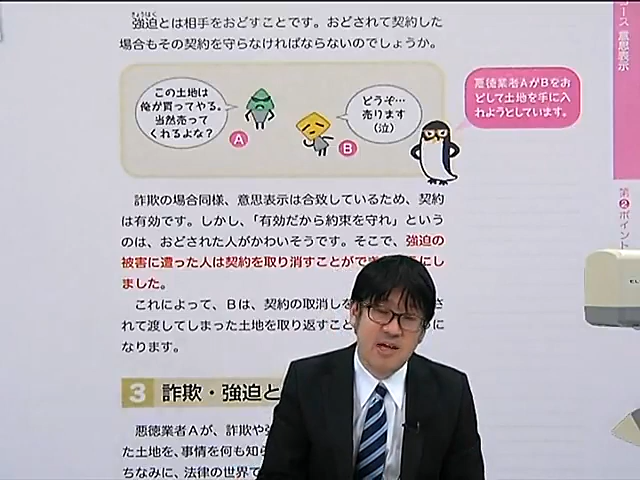 強迫とは相手をおどすことです。おどされて契約した
場合もその契約を守らなければならないのでしょうか。
この土地は
俺が買ってやる。
当然売って
くれるよな？
A
どうぞ…
売ります
（泣）
B
悪徳業者AがBをお
どして土地を手に入
れようとしています。
詐欺の場合同様、意思表示は合致しているため、契約
は有効です。しかし、「有効だから約束を守れ」という
のは、おどされた人がかわいそうです。そこで、強迫の
被害に遭った人は契約を取り消すことができ
にし
ました。
これによって、Bは、契約の取消しを
され
されて渡してしまった土地を取り返すこと
に
なります。
3 詐欺・強迫と
悪徳業者Aが、詐欺や強
た土地を、事情を何も知ら
ちなみに、法律の世界で
コース 意思表示
第2ポイント